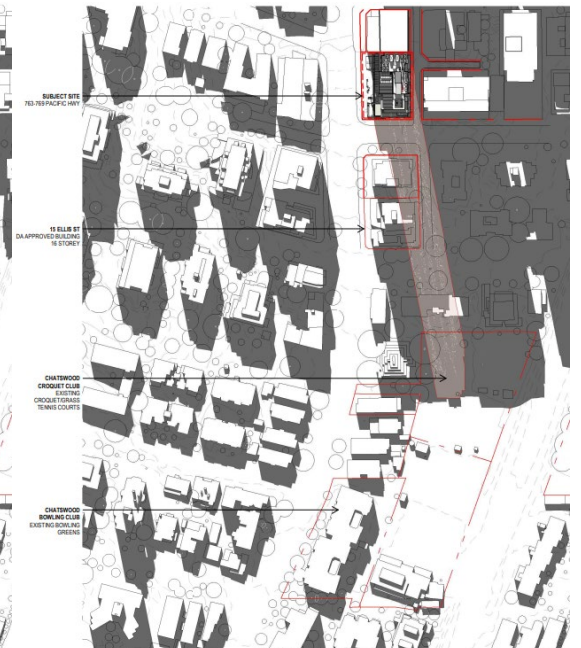 SUBJECT SITE
763-769 PACIFIC HWY
15 ELLIS ST
DA APPROVED BUILDING
16 STOREY
CHATSWOOD
CROQUET CLUB
EXISTING
CROQUET/GRASS
TENNIS COURTS
CHATSWOOD
BOWLING CLUB
EXISTING BOWLING
GREENS